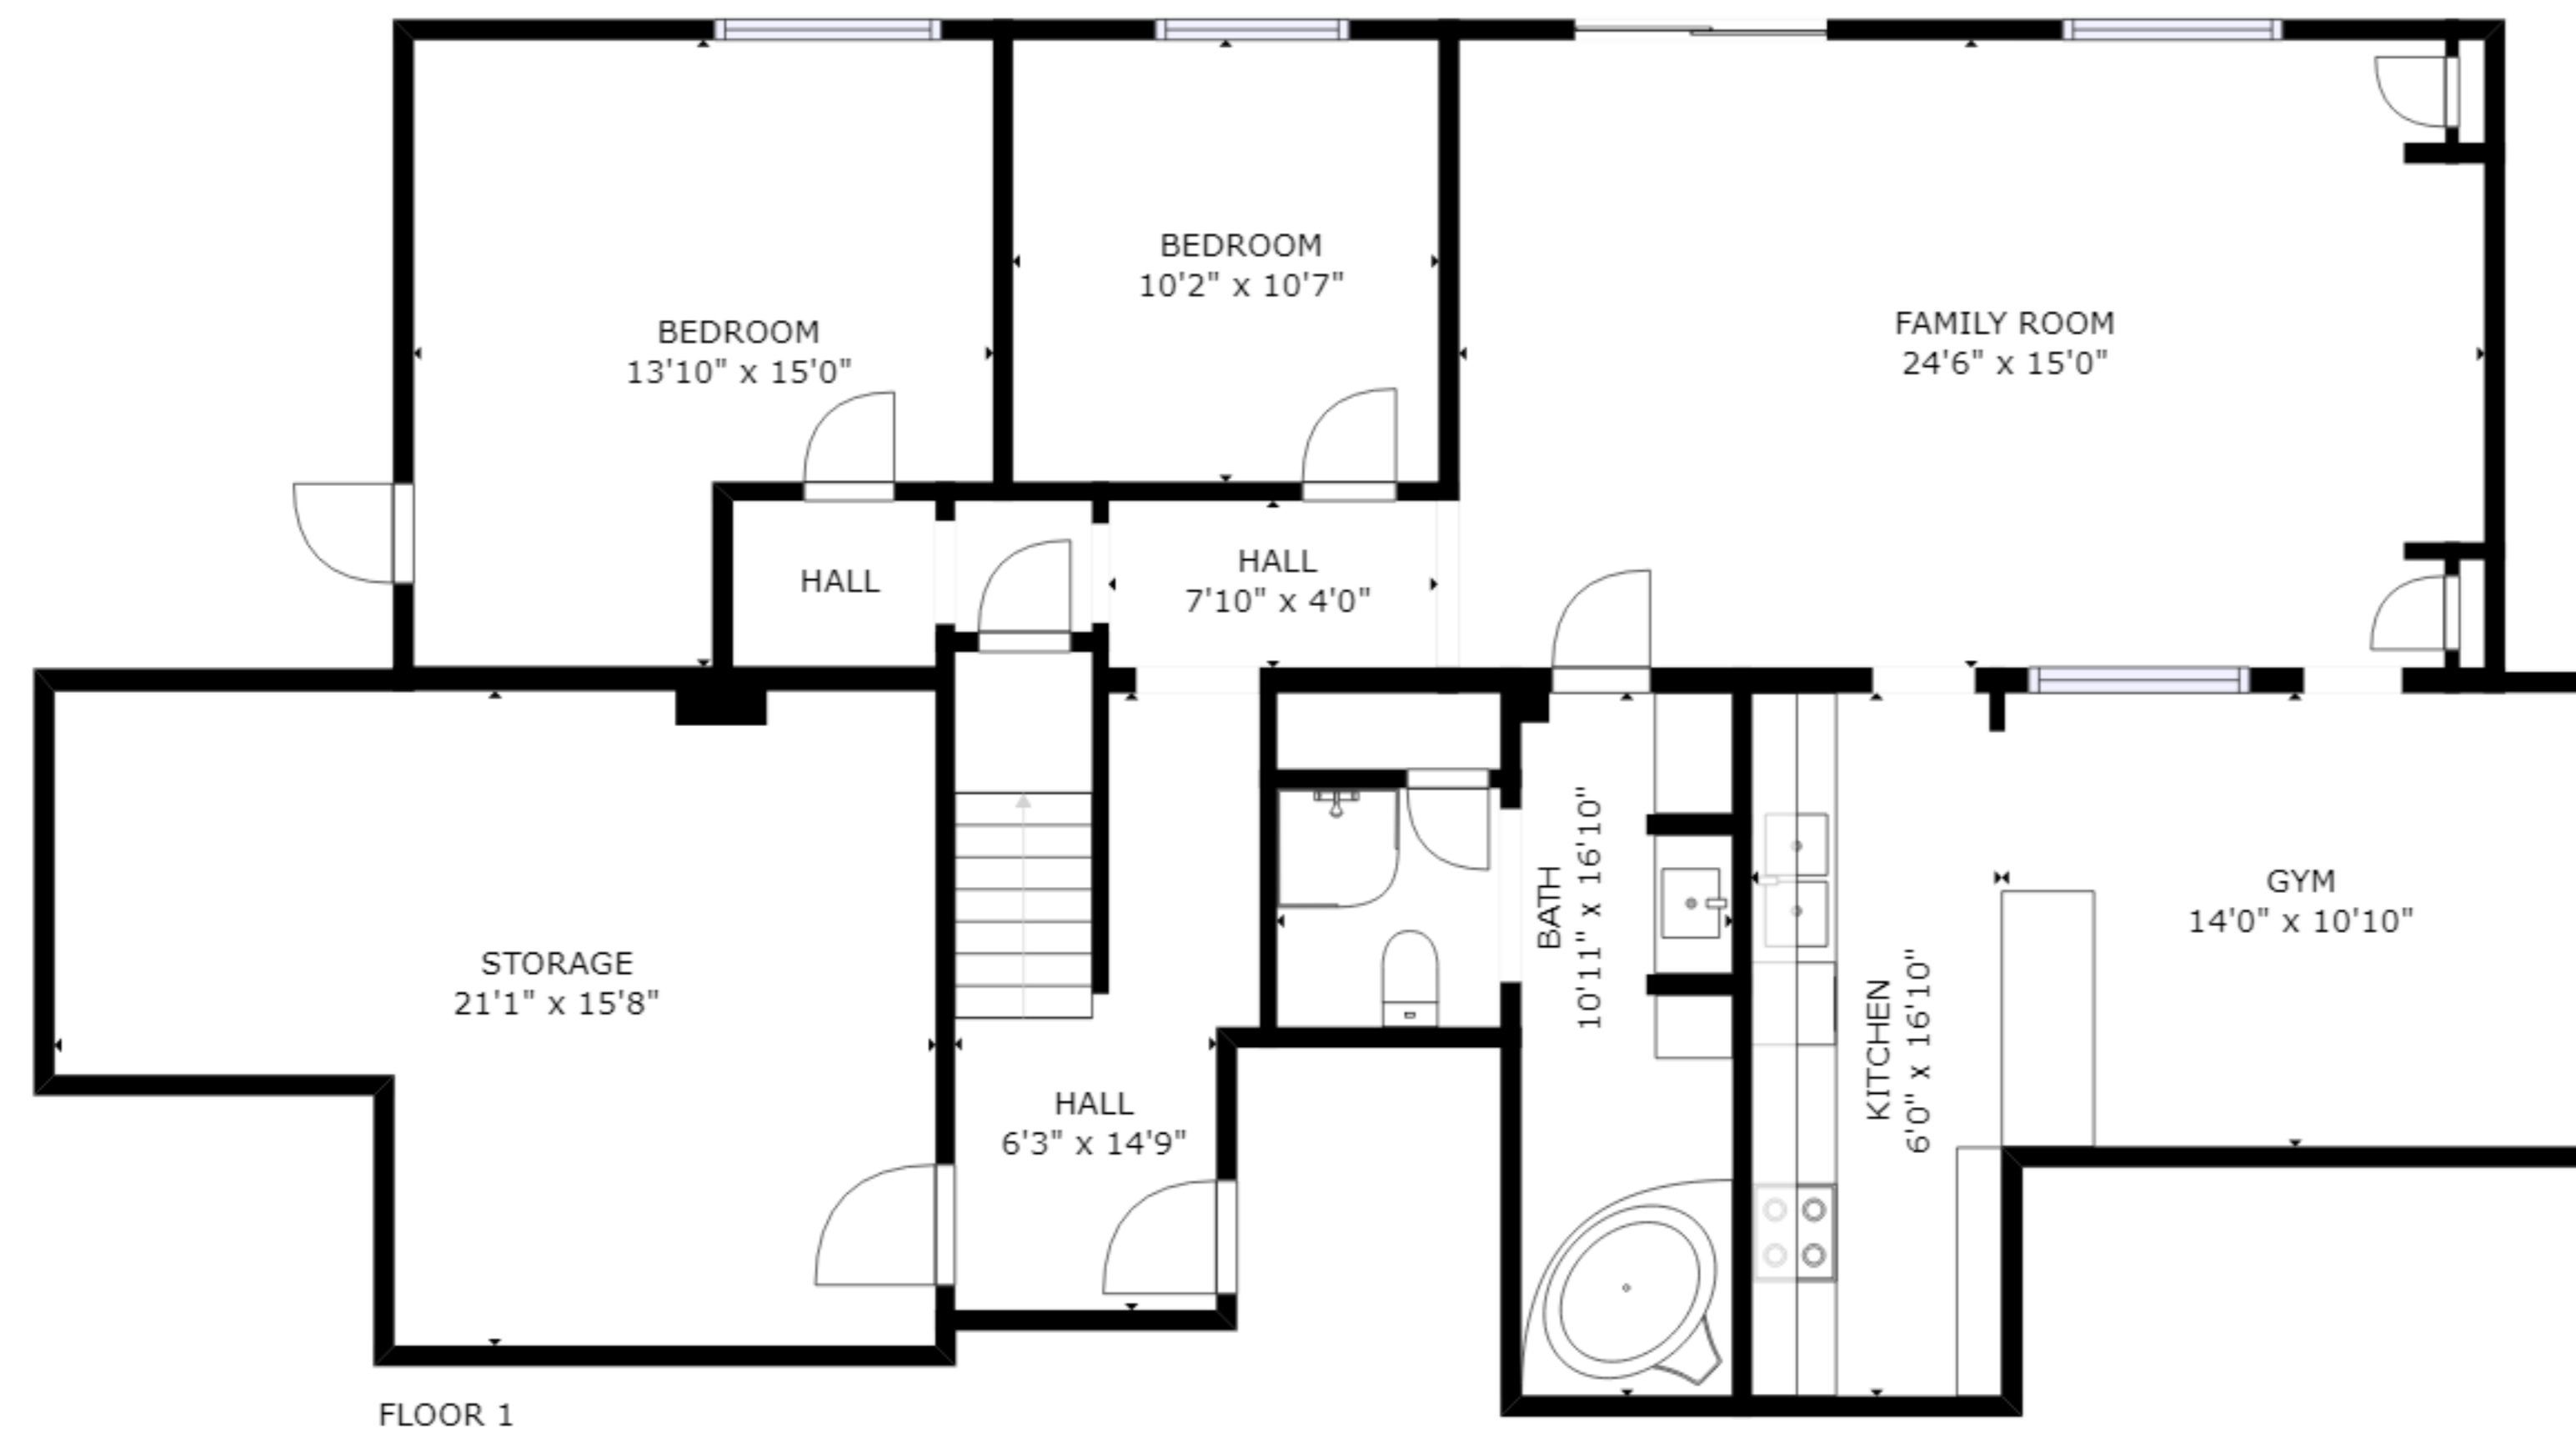 BEDROOM
13'10" x 15'0"
BEDROOM
10'2" x 10'7"
FAMILY ROOM
24'6" x 15'0"
HALL
HALL
7'10" x 4'0"
STORAGE
21'1" x 15'8"
HALL
6'3" x 14'9"
BATH
10'11" x 16'10"
KITCHEN
6'0" x 16'10"
GYM
14'0" x 10'10"
FLOOR 1